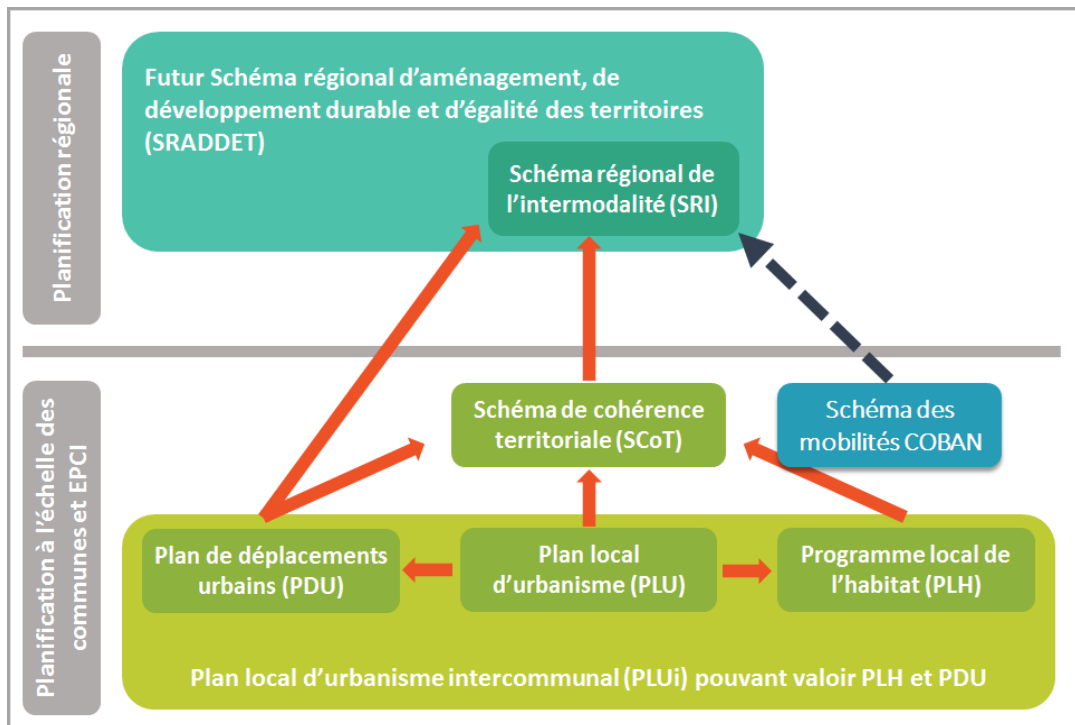 Planification régionale
Futur Schéma régional d'aménagement, de
développement durable et d'égalité des territoires
(SRADDET)
Schéma régional de
l'intermodalité (SRI)
Planification à l'échelle des
communes et EPCI
Schéma de cohérence
territoriale (SCoT)
Schéma des
mobilités COBAN
Plan de déplacements
urbains (PDU)
Plan local
d'urbanisme (PLU)
Programme local de
l'habitat (PLH)
Plan local d'urbanisme intercommunal (PLUi) pouvant valoir PLH et PDU